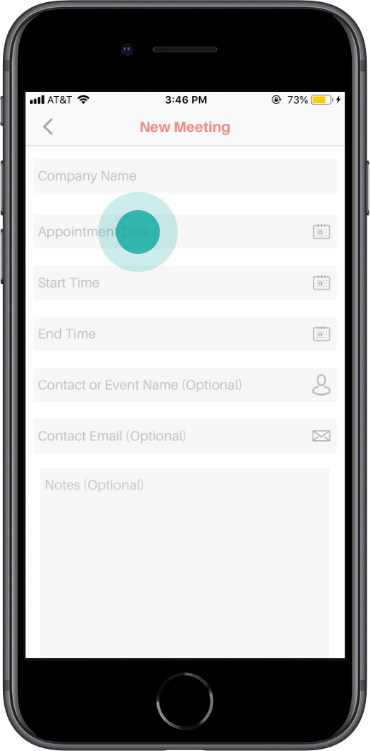 AT&T 3:46 PM 73%
New Meeting
Company Name
Appointment Date
Start Time
End Time
Contact or Event Name (Optional)
Contact Email (Optional)
Notes (Optional)